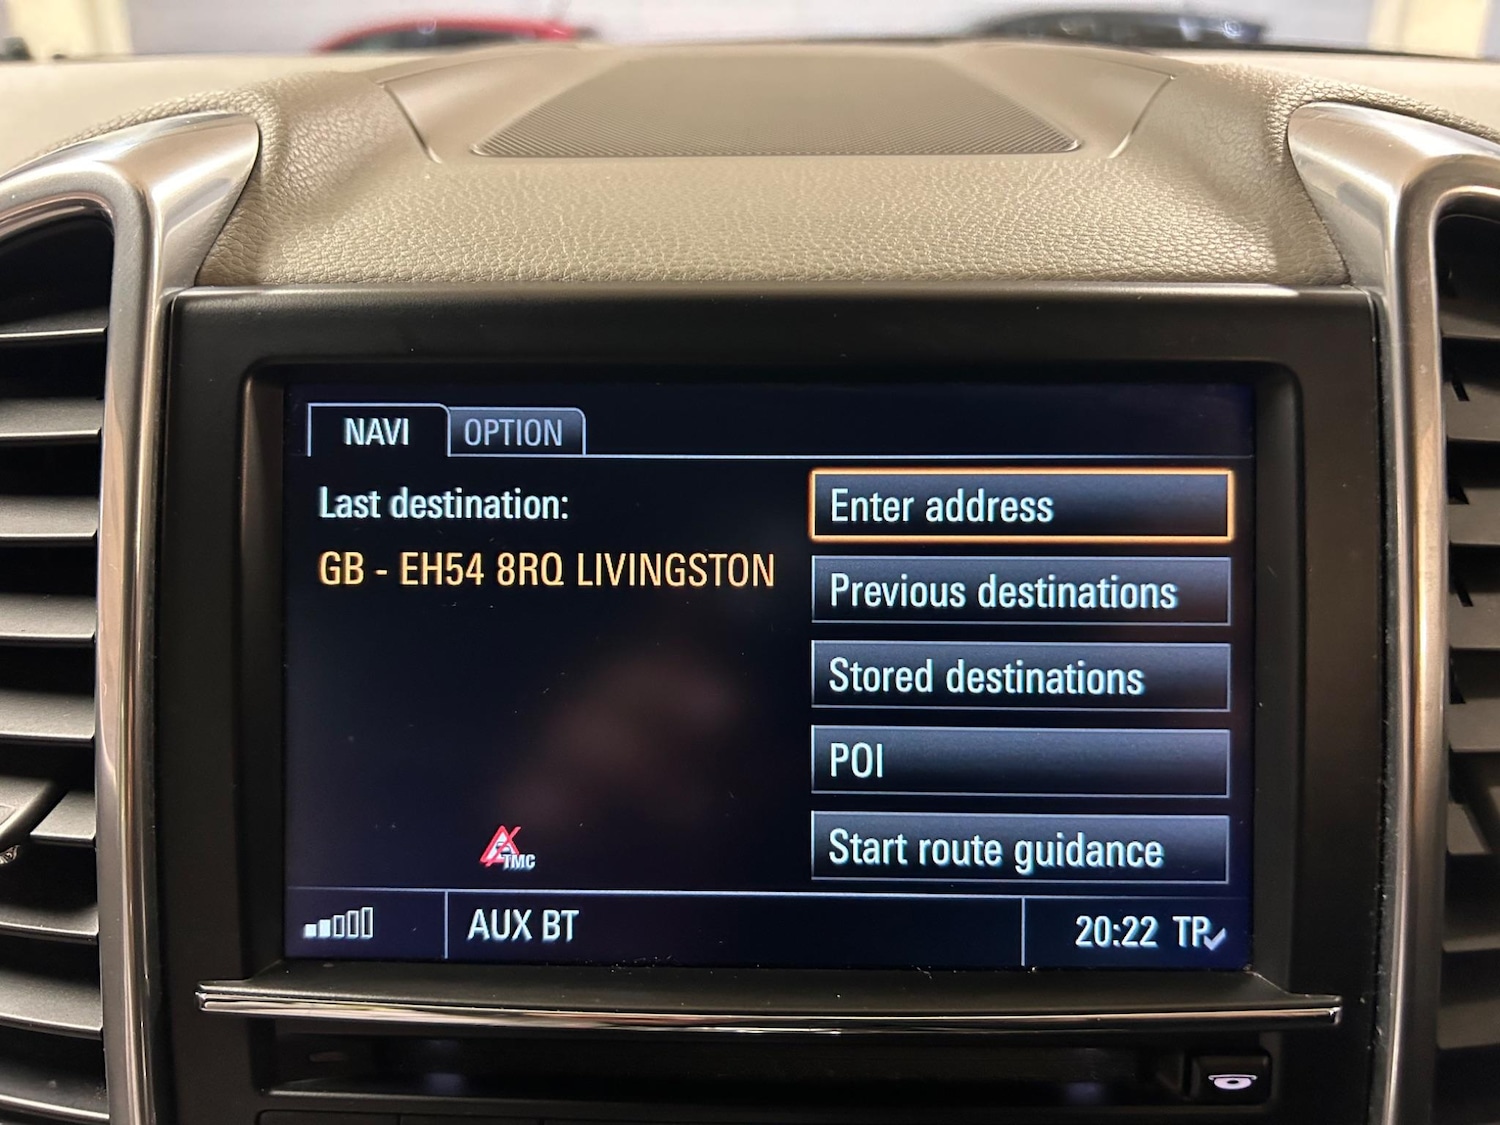 NAVI OPTION
Last destination:
GB - EH54 8RQ LIVINGSTON
Enter address
Previous destinations
Stored destinations
POI
Start route guidance
TMC
AUX BT
20:22 TP